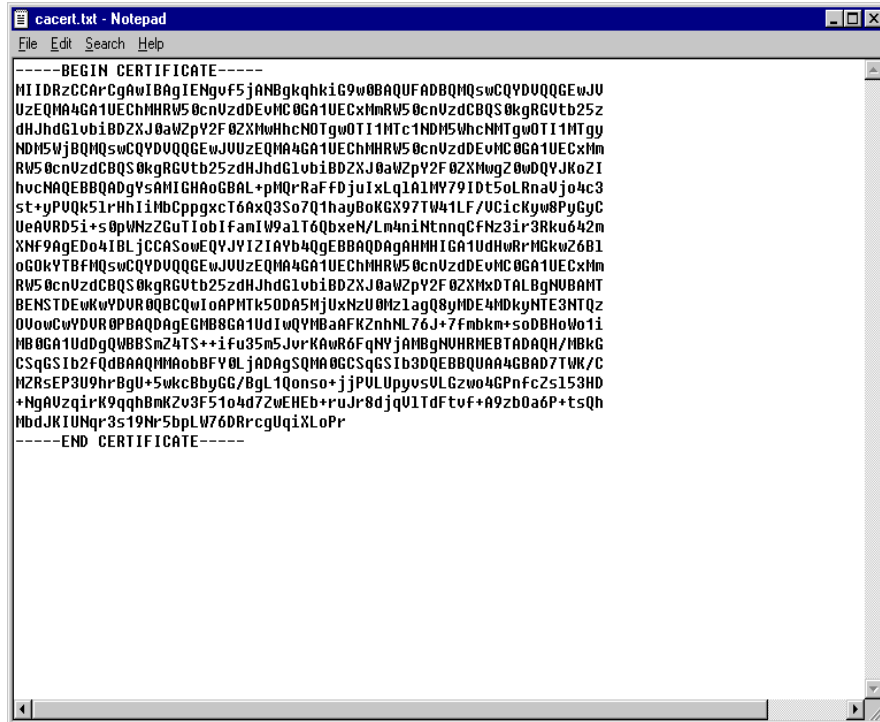 cacert.txt - Notepad
File Edit Search Help
-----BEGIN CERTIFICATE-----
MIIDRzCCArCgAwIBAgIENgvf5jANBgkqhkiG9w0BAQUFADBQMQswCQYDVQQGEwJV
UzEQMA4GA1UEChMHRW50cnVzdDEvMC0GA1UECxMmRW50cnVzdCBQS0kgRGVtb25z
dHJhdGlvbiBDZXJ0aWZpY2F0ZXMwHhcNOTgwOTI1MTc1NDM5WhcNMTgwOTI1MTgy
NDM5WjBQMQswCQYDVQQGEwJVUzEQMA4GA1UEChMHRW50cnVzdDEvMC0GA1UECxMm
RW50cnVzdCBQS0kgRGVtb25zdHJhdGlvbiBDZXJ0aWZpY2F0ZXMwgZ0wDQYJKoZI
hvcNAQEBBQADgYsAMIGHAoGBAL+pMQrRaFfDjuIxLqlAlMY79IDt5oLRnaVjo4c3
st+yPVQk5lrHhIiMbCppgxcT6AxQ3So7Q1hayBoKGX97TW41LF/VCicKyw8PyGyC
UeAVRD5i+s0pWNzZGuTIobIfamIW9alT6QbxeN/Lm4niNtnnqCfNz3ir3Rku642m
XNf9AgEDo4IBLjCCASowEQYJYIZIAYb4QgEBBAQDAgAHMHIGA1UdHwRrMGkwZ6Bl
oGOkYTBfMQswCQYDVQQGEwJVUzEQMA4GA1UEChMHRW50cnVzdDEvMC0GA1UECxMm
RW50cnVzdCBQS0kgRGVtb25zdHJhdGlvbiBDZXJ0aWZpY2F0ZXMxDTALBgNVBAMT
BENSTDEwKwYDVR0QBCQwIoAPMTk5ODA5MjUxNzU0MzlagQ8yMDE4MDkyNTE3NTQz
OVowCwYDVR0PBAQDAgEGMB8GA1UdIwQYMBaAFKZnhNL76J+7fmbkm+soDBHoWo1i
MB0GA1UdDgQWBBSmZ4TS++ifu35m5JvrKAwR6FqNYjAMBgNVHRMEBTADAQH/MBkG
CSqGSIb2fQdBAAQMMAobBFY0LjADAgSQMA0GCSqGSIb3DQEBBQUAA4GBAD7TWK/C
MZRsEP3U9hrBgU+5wkcBbyGG/BgL1Qonso+jjPVLUpyvsVLGzwo4GPnfcZsl53HD
+NgAVzqirK9qqhBmKZv3F51o4d7ZwEHEb+ruJr8djqVlTdFtvf+A9zbOa6P+tsQh
MbdJKIUNqr3s19Nr5bpLW76DRrcgUqiXLoPr
-----END CERTIFICATE-----